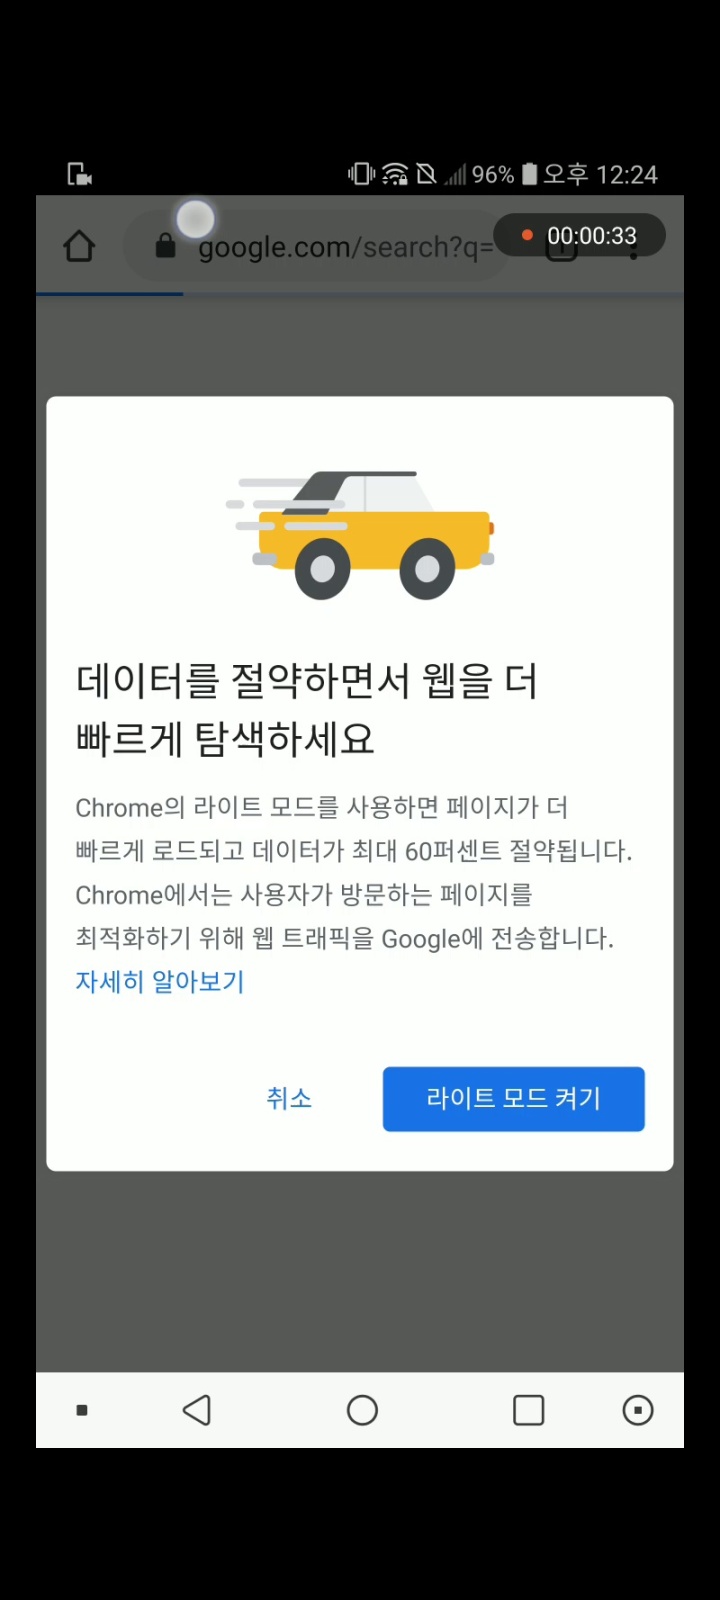 96% 오후 12:24
google.com/search?q=
00:00:33
데이터를 절약하면서 웹을 더
빠르게 탐색하세요
Chrome의 라이트 모드를 사용하면 페이지가 더
빠르게 로드되고 데이터가 최대 60퍼센트 절약됩니다.
Chrome에서는 사용자가 방문하는 페이지를
최적화하기 위해 웹 트래픽을 Google에 전송합니다.
자세히 알아보기
취소
라이트 모드 켜기